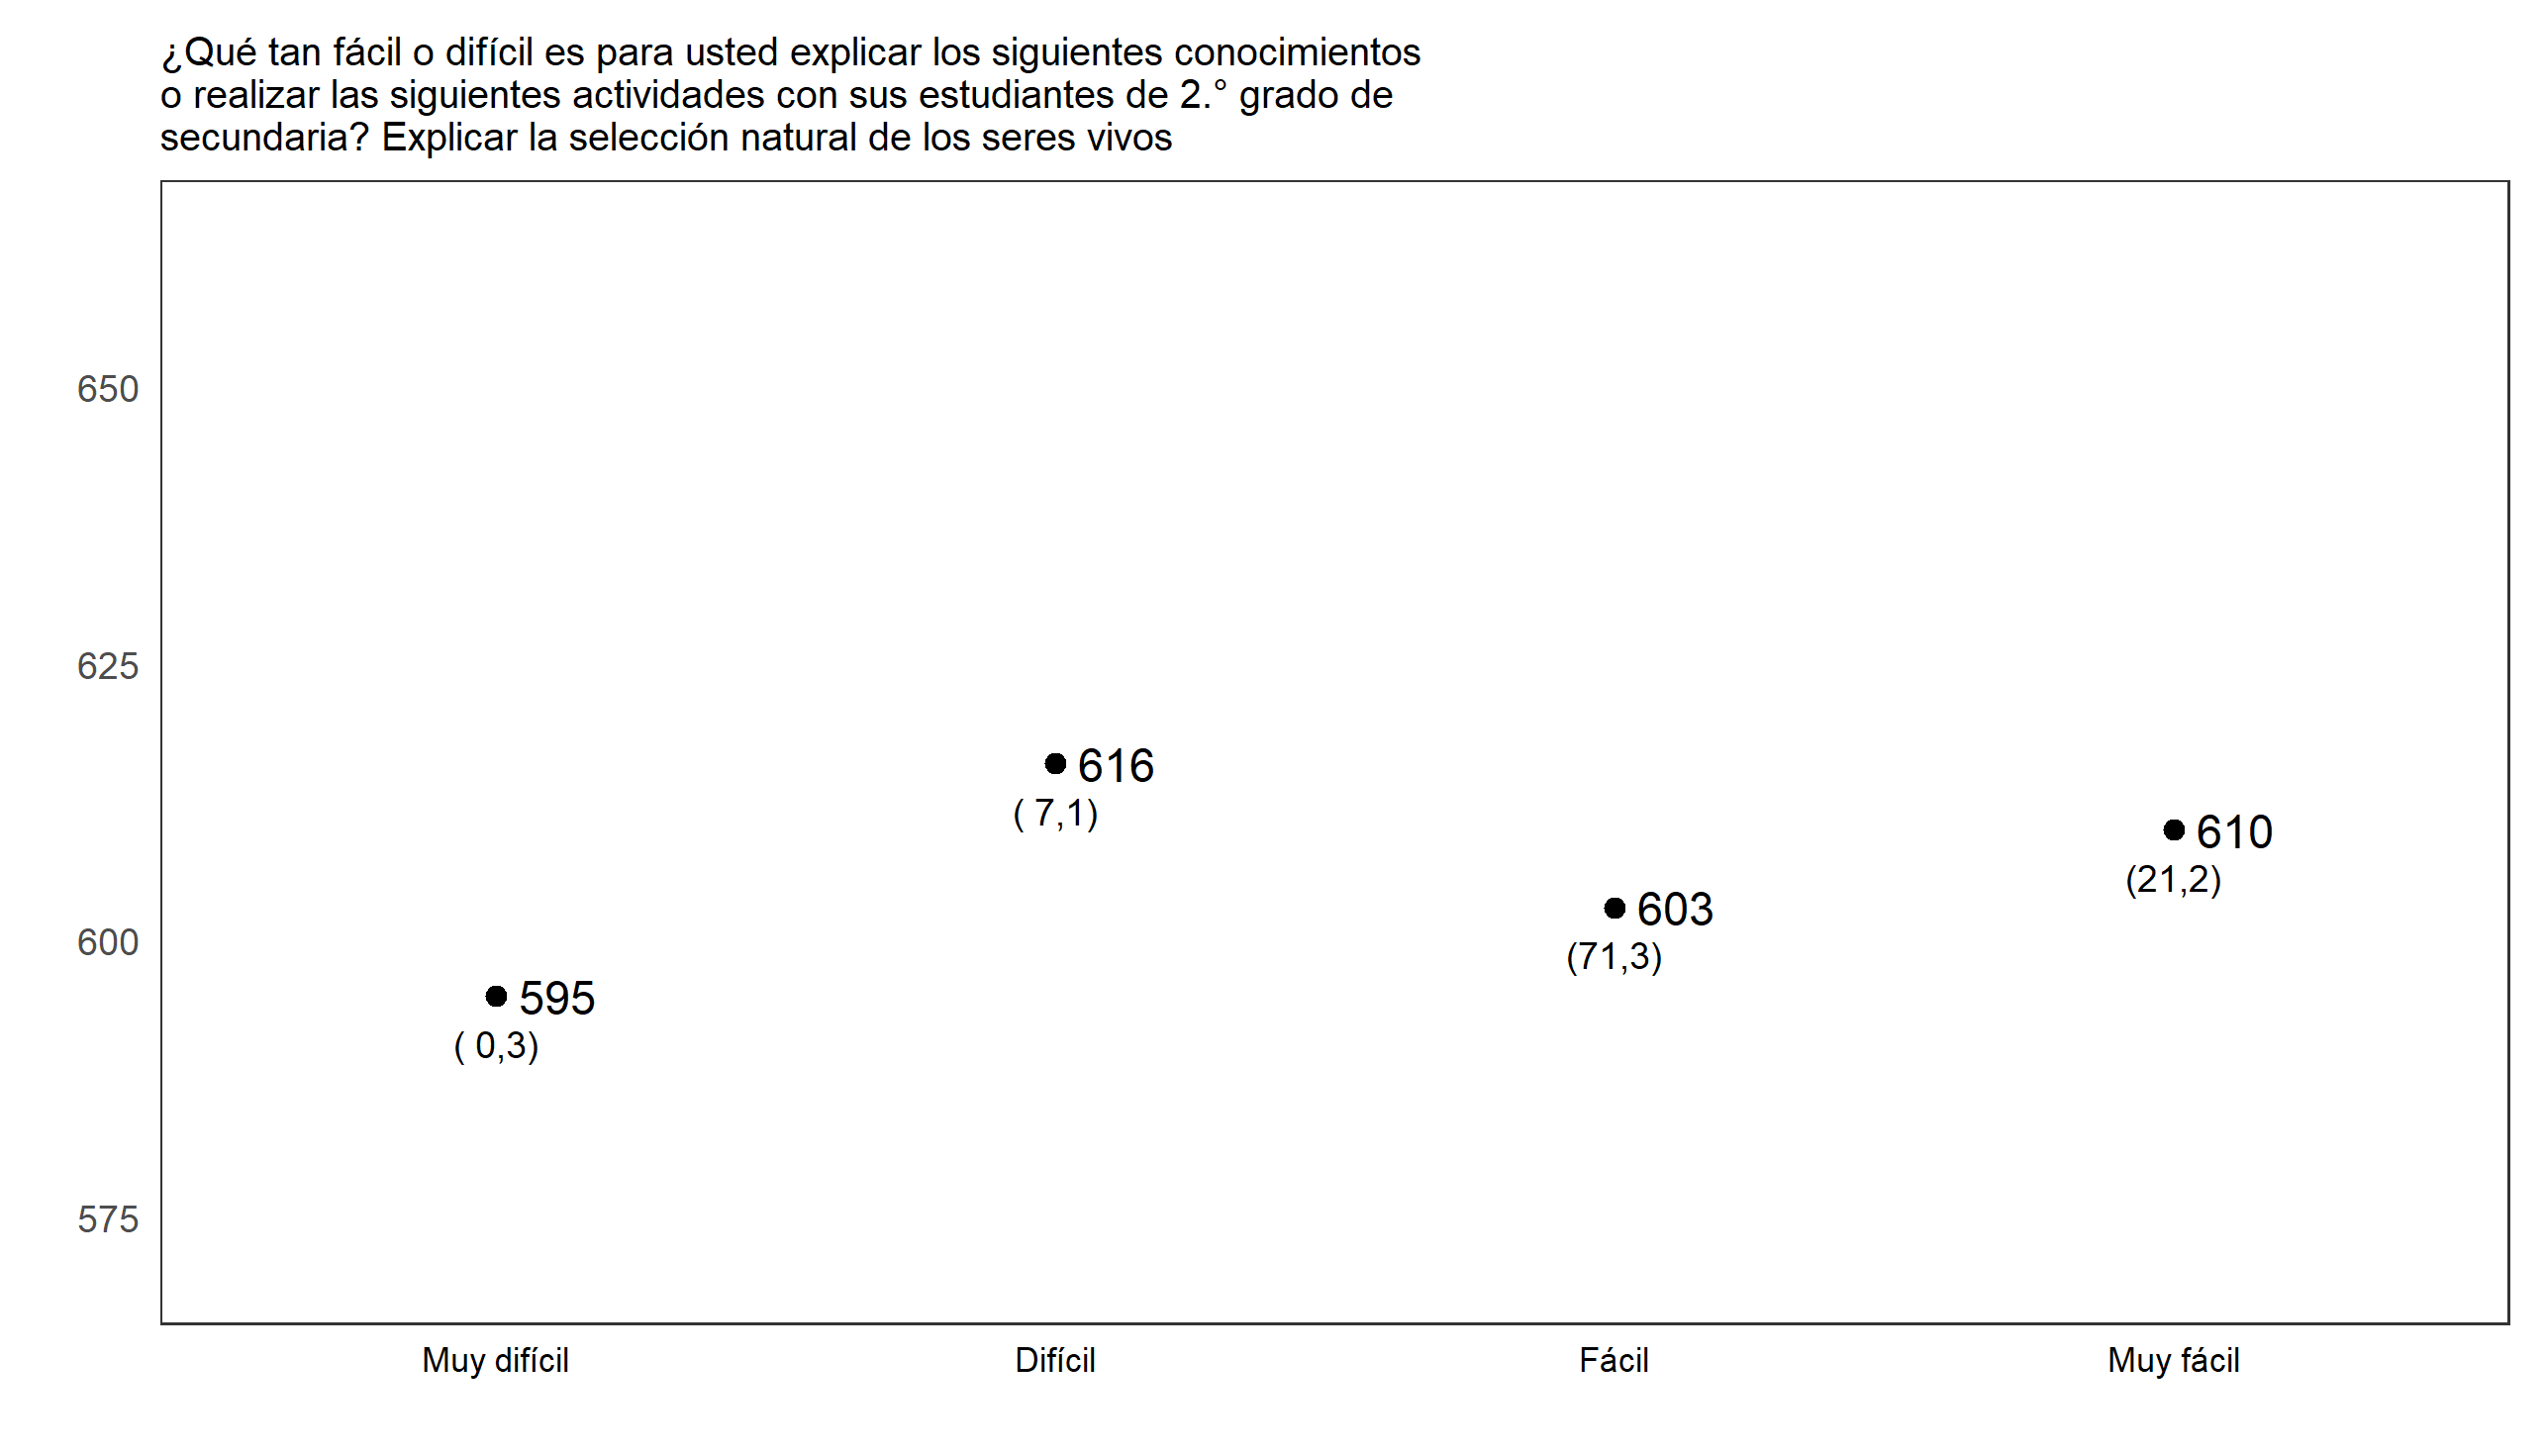 ¿Qué tan fácil o difícil es para usted explicar los siguientes conocimientos
o realizar las siguientes actividades con sus estudiantes de 2.° grado de
secundaria? Explicar la selección natural de los seres vivos
650
625
600
575
595
( 0,3)
616
( 7,1)
603
(71,3)
610
(21,2)
Muy difícil
Difícil
Fácil
Muy fácil